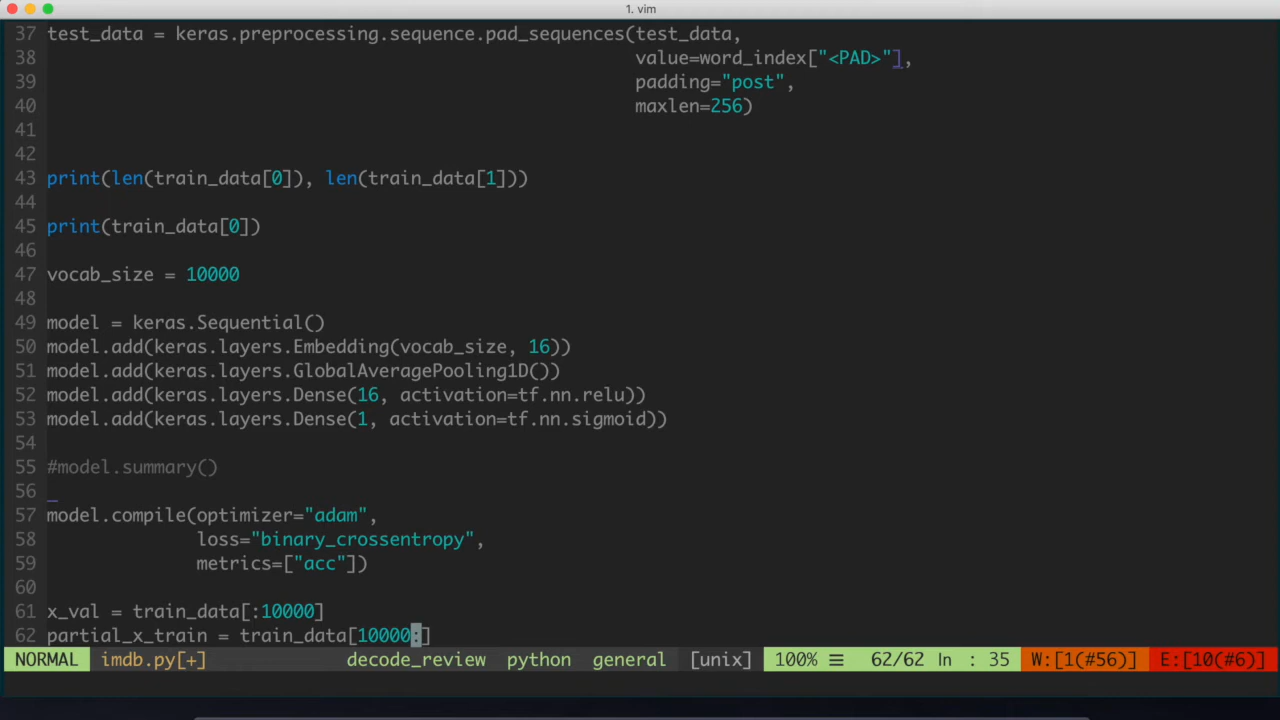 1. vim
37 test_data = keras.preprocessing.sequence.pad_sequences(test_data,
38 value=word_index["<PAD>"],
39 padding="post",
40 maxlen=256)
41
42
43 print(len(train_data[0]), len(train_data[1]))
44
45 print(train_data[0])
46
47 vocab_size = 10000
48
49 model = keras.Sequential()
50 model.add(keras.layers.Embedding(vocab_size, 16))
51 model.add(keras.layers.GlobalAveragePooling1D())
52 model.add(keras.layers.Dense(16, activation=tf.nn.relu))
53 model.add(keras.layers.Dense(1, activation=tf.nn.sigmoid))
54
55 #model.summary()
56 _
57 model.compile(optimizer="adam",
58 loss="binary_crossentropy",
59 metrics=["acc"])
60
61 x_val = train_data[:10000]
62 partial_x_train = train_data[10000:]
NORMAL imdb.py[+] decode_review python general [unix] 100% ☰ 62/62 ln : 35 W:[1(#56)] E:[10(#6)]